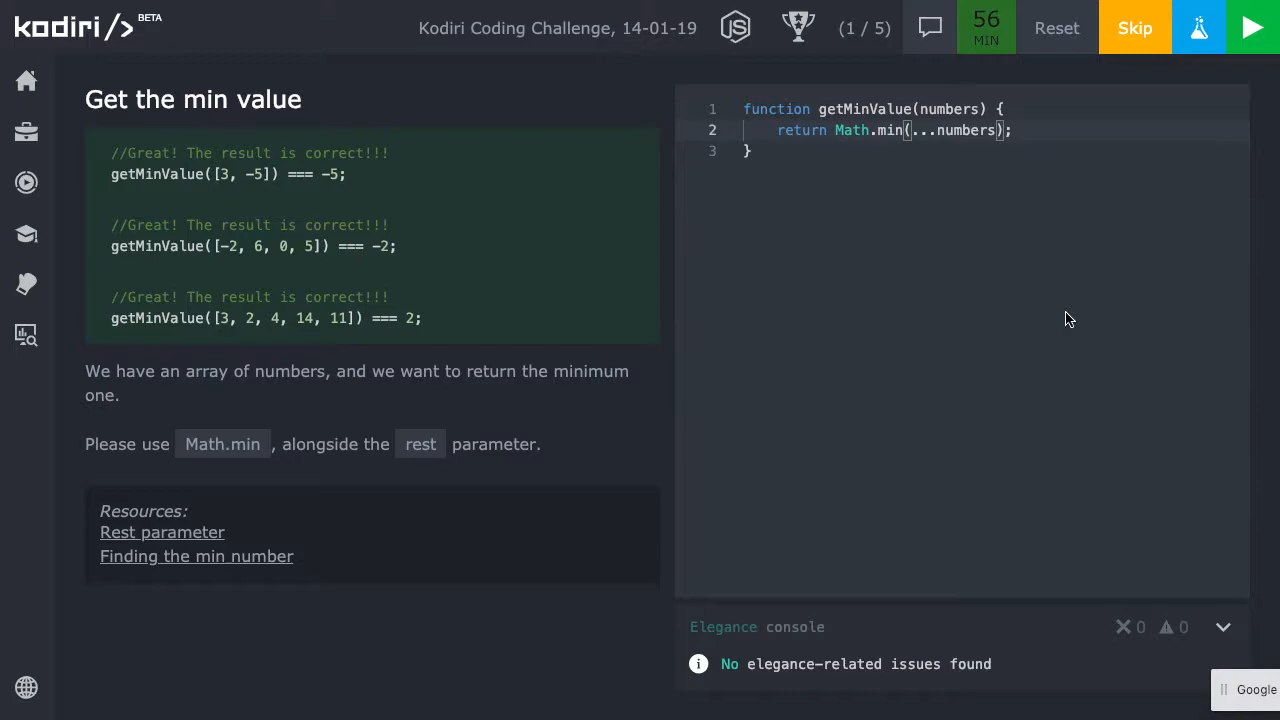 kodiri/> BETA
Kodiri Coding Challenge, 14-01-19
JS
(1 / 5)
56
MIN
Reset
Skip
Get the min value
//Great! The result is correct!!!
getMinValue([3, -5]) === -5;
//Great! The result is correct!!!
getMinValue([-2, 6, 0, 5]) === -2;
//Great! The result is correct!!!
getMinValue([3, 2, 4, 14, 11]) === 2;
We have an array of numbers, and we want to return the minimum
one.
Please use Math.min , alongside the rest parameter.
Resources:
Rest parameter
Finding the min number
1 function getMinValue(numbers) {
2 return Math.min(...numbers);
3 }
Elegance console
0 0
No elegance-related issues found
Google